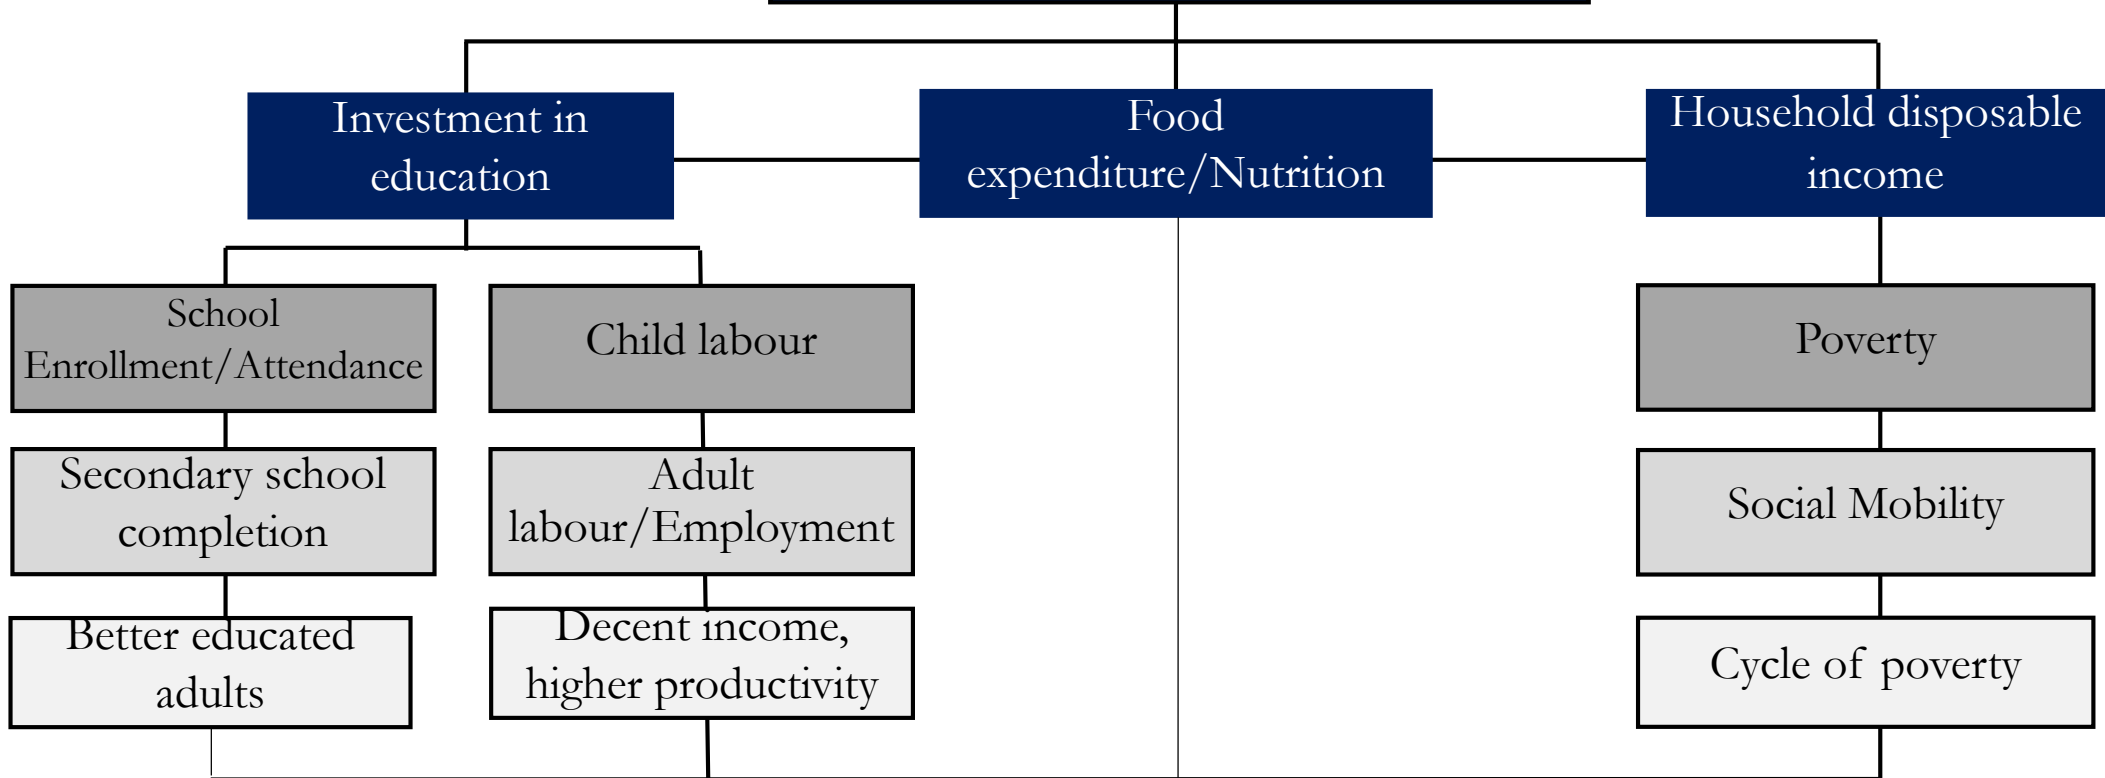 Investment in
education
Food
expenditure/Nutrition
Household disposable
income
School
Enrollment/Attendance
Child labour
Poverty
Secondary school
completion
Adult
labour/Employment
Social Mobility
Better educated
adults
Decent income,
higher productivity
Cycle of poverty